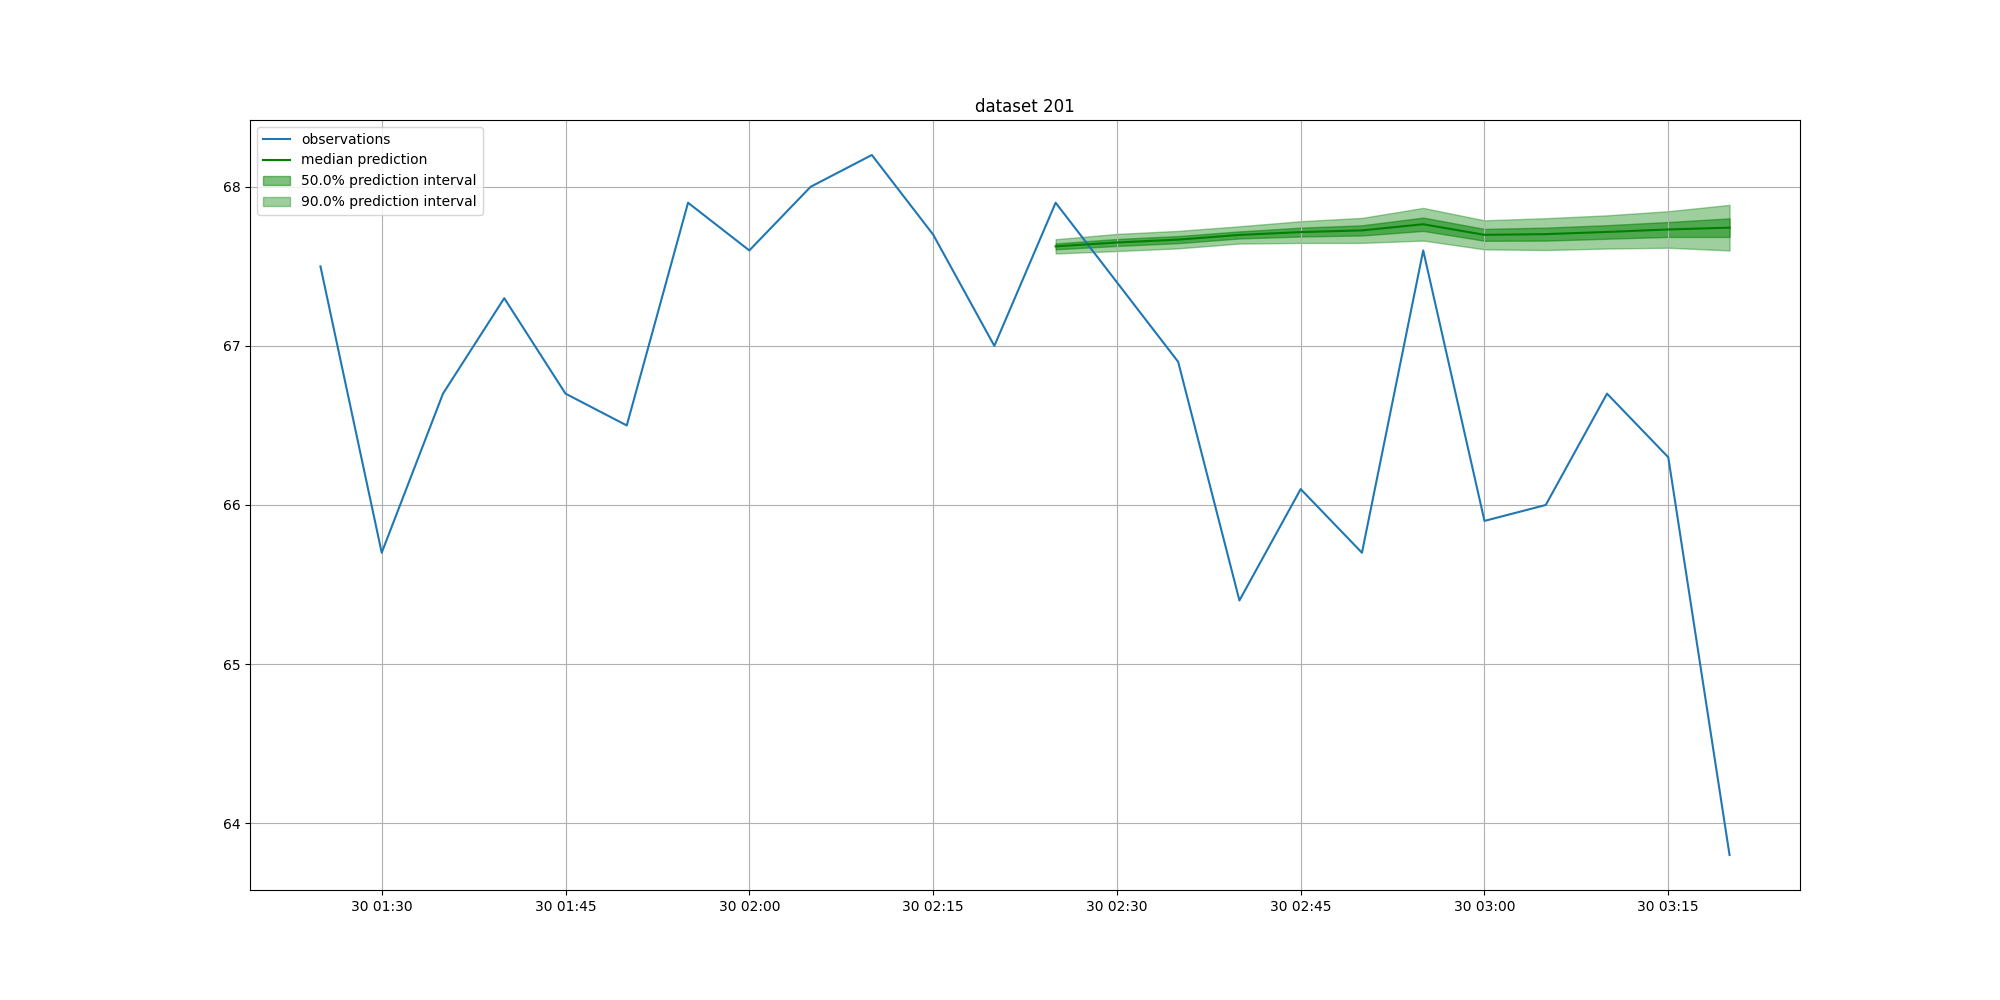 dataset 201
observations
median prediction
50.0% prediction interval
90.0% prediction interval
68
67
66
65
64
30 01:30
30 01:45
30 02:00
30 02:15
30 02:30
30 02:45
30 03:00
30 03:15